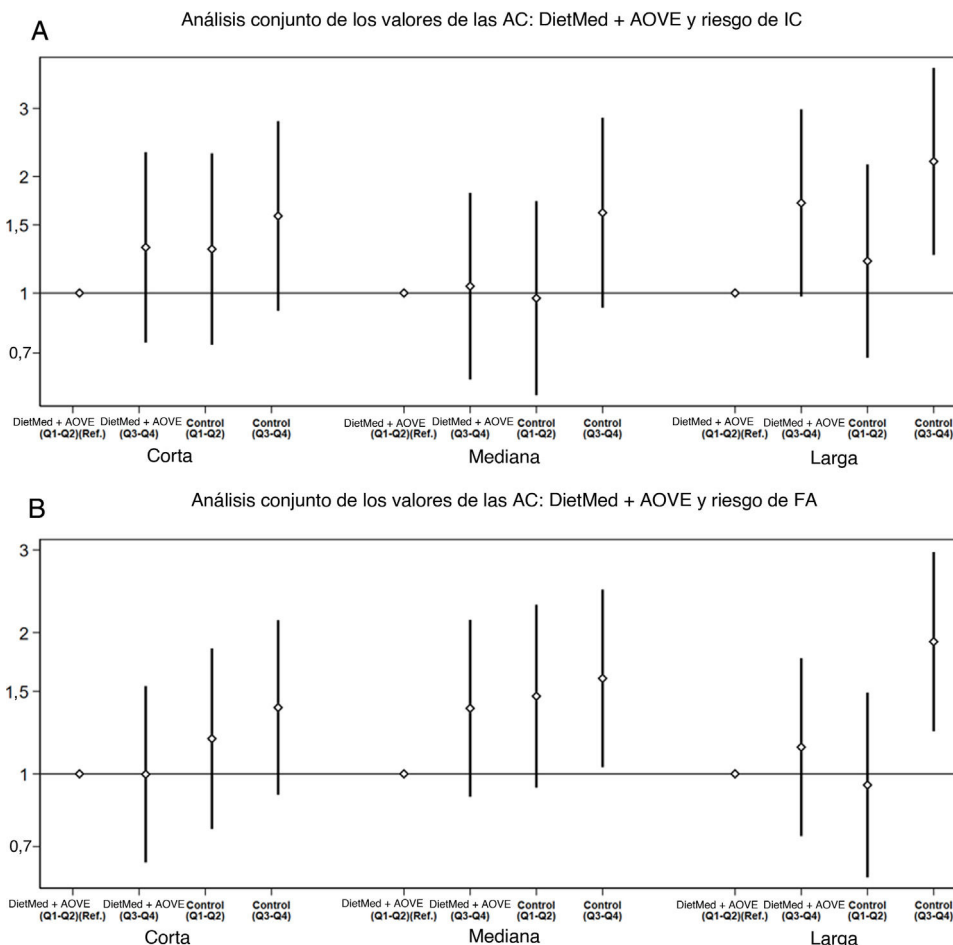 A
Análisis conjunto de los valores de las AC: DietMed + AOVE y riesgo de IC
3
2
1,5
1
0,7
DietMed + AOVE (Q1-Q2)(Ref.)
DietMed + AOVE (Q3-Q4)
Control (Q1-Q2)
Control (Q3-Q4)
DietMed + AOVE (Q1-Q2)(Ref.)
DietMed + AOVE (Q3-Q4)
Control (Q1-Q2)
Control (Q3-Q4)
DietMed + AOVE (Q1-Q2)(Ref.)
DietMed + AOVE (Q3-Q4)
Control (Q1-Q2)
Control (Q3-Q4)
Corta
Mediana
Larga
B
Análisis conjunto de los valores de las AC: DietMed + AOVE y riesgo de FA
3
2
1,5
1
0,7
DietMed + AOVE (Q1-Q2)(Ref.)
DietMed + AOVE (Q3-Q4)
Control (Q1-Q2)
Control (Q3-Q4)
DietMed + AOVE (Q1-Q2)(Ref.)
DietMed + AOVE (Q3-Q4)
Control (Q1-Q2)
Control (Q3-Q4)
DietMed + AOVE (Q1-Q2)(Ref.)
DietMed + AOVE (Q3-Q4)
Control (Q1-Q2)
Control (Q3-Q4)
Corta
Mediana
Larga